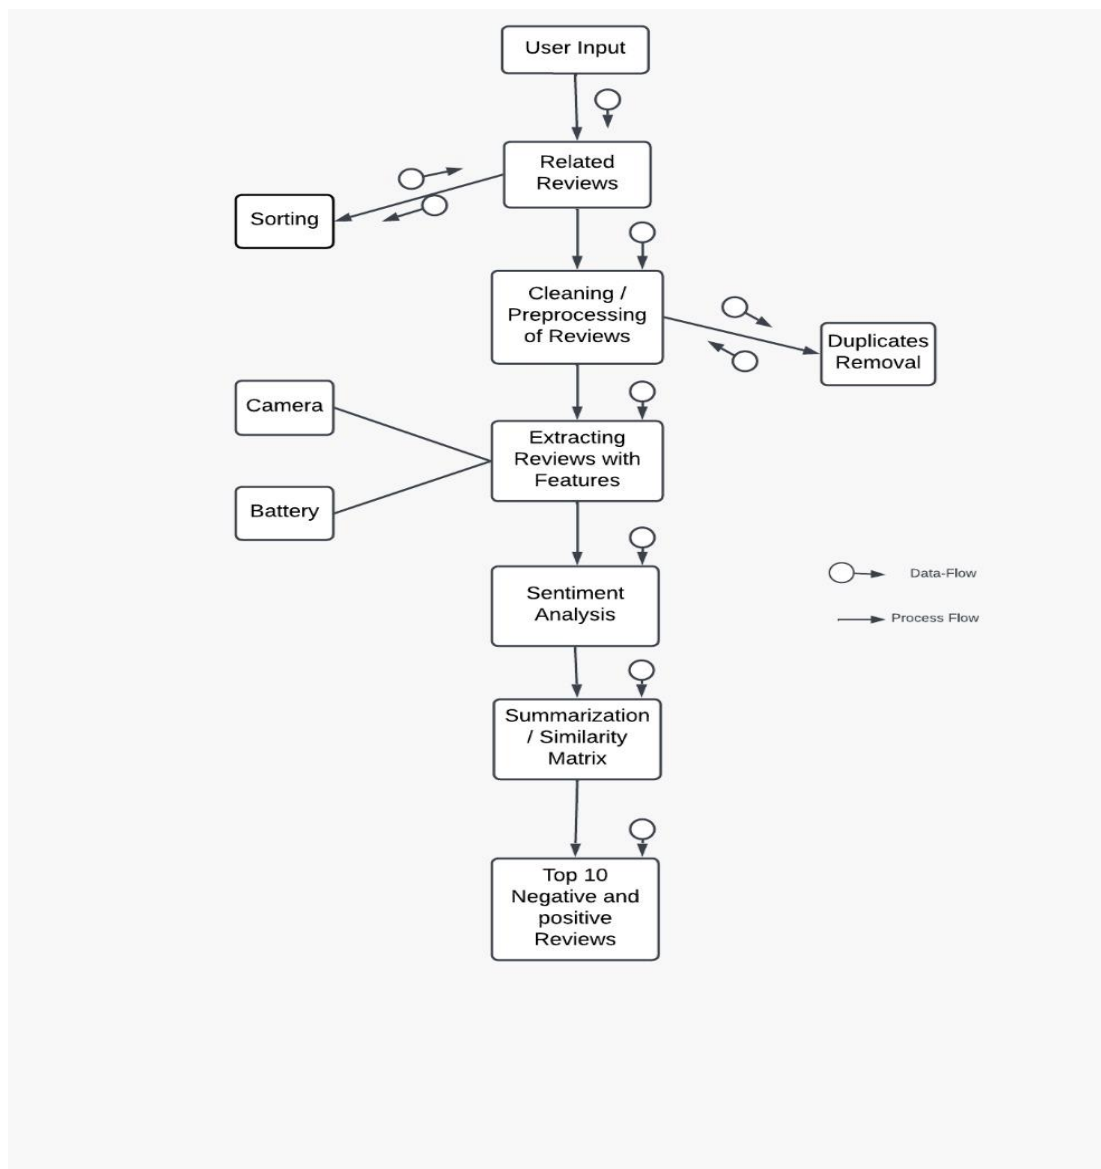 User Input
Related
Reviews
Sorting
Cleaning /
Preprocessing
of Reviews
Duplicates
Removal
Camera
Extracting
Reviews with
Features
Battery
Sentiment
Analysis
Data-Flow
Process Flow
Summarization
/ Similarity
Matrix
Top 10
Negative and
positive
Reviews